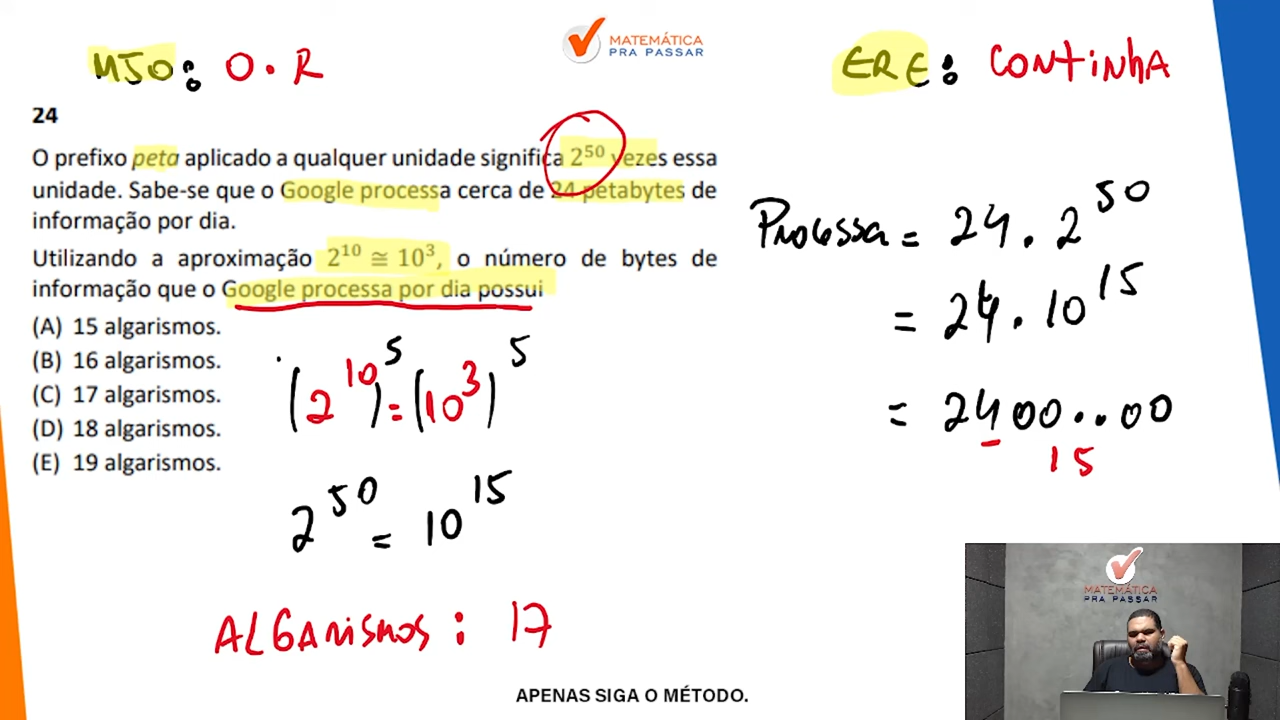 MATEMÁTICA
PRA PASSAR
MJO: O.R
ERE: CONTINHA
24
O prefixo peta aplicado a qualquer unidade significa 2⁵⁰ vezes essa
unidade. Sabe-se que o Google processa cerca de 24 petabytes de
informação por dia.
Utilizando a aproximação 2¹⁰ ≅ 10³, o número de bytes de
informação que o Google processa por dia possui
(A) 15 algarismos.
(B) 16 algarismos.
(C) 17 algarismos.
(D) 18 algarismos.
(E) 19 algarismos.
(2¹⁰)⁵ = (10³)⁵
2⁵⁰ = 10¹⁵
ALGARISMOS: 17
Processa = 24 . 2⁵⁰
= 24 . 10¹⁵
= 2400...00
15
MATEMÁTICA
PRA PASSAR
APENAS SIGA O MÉTODO.